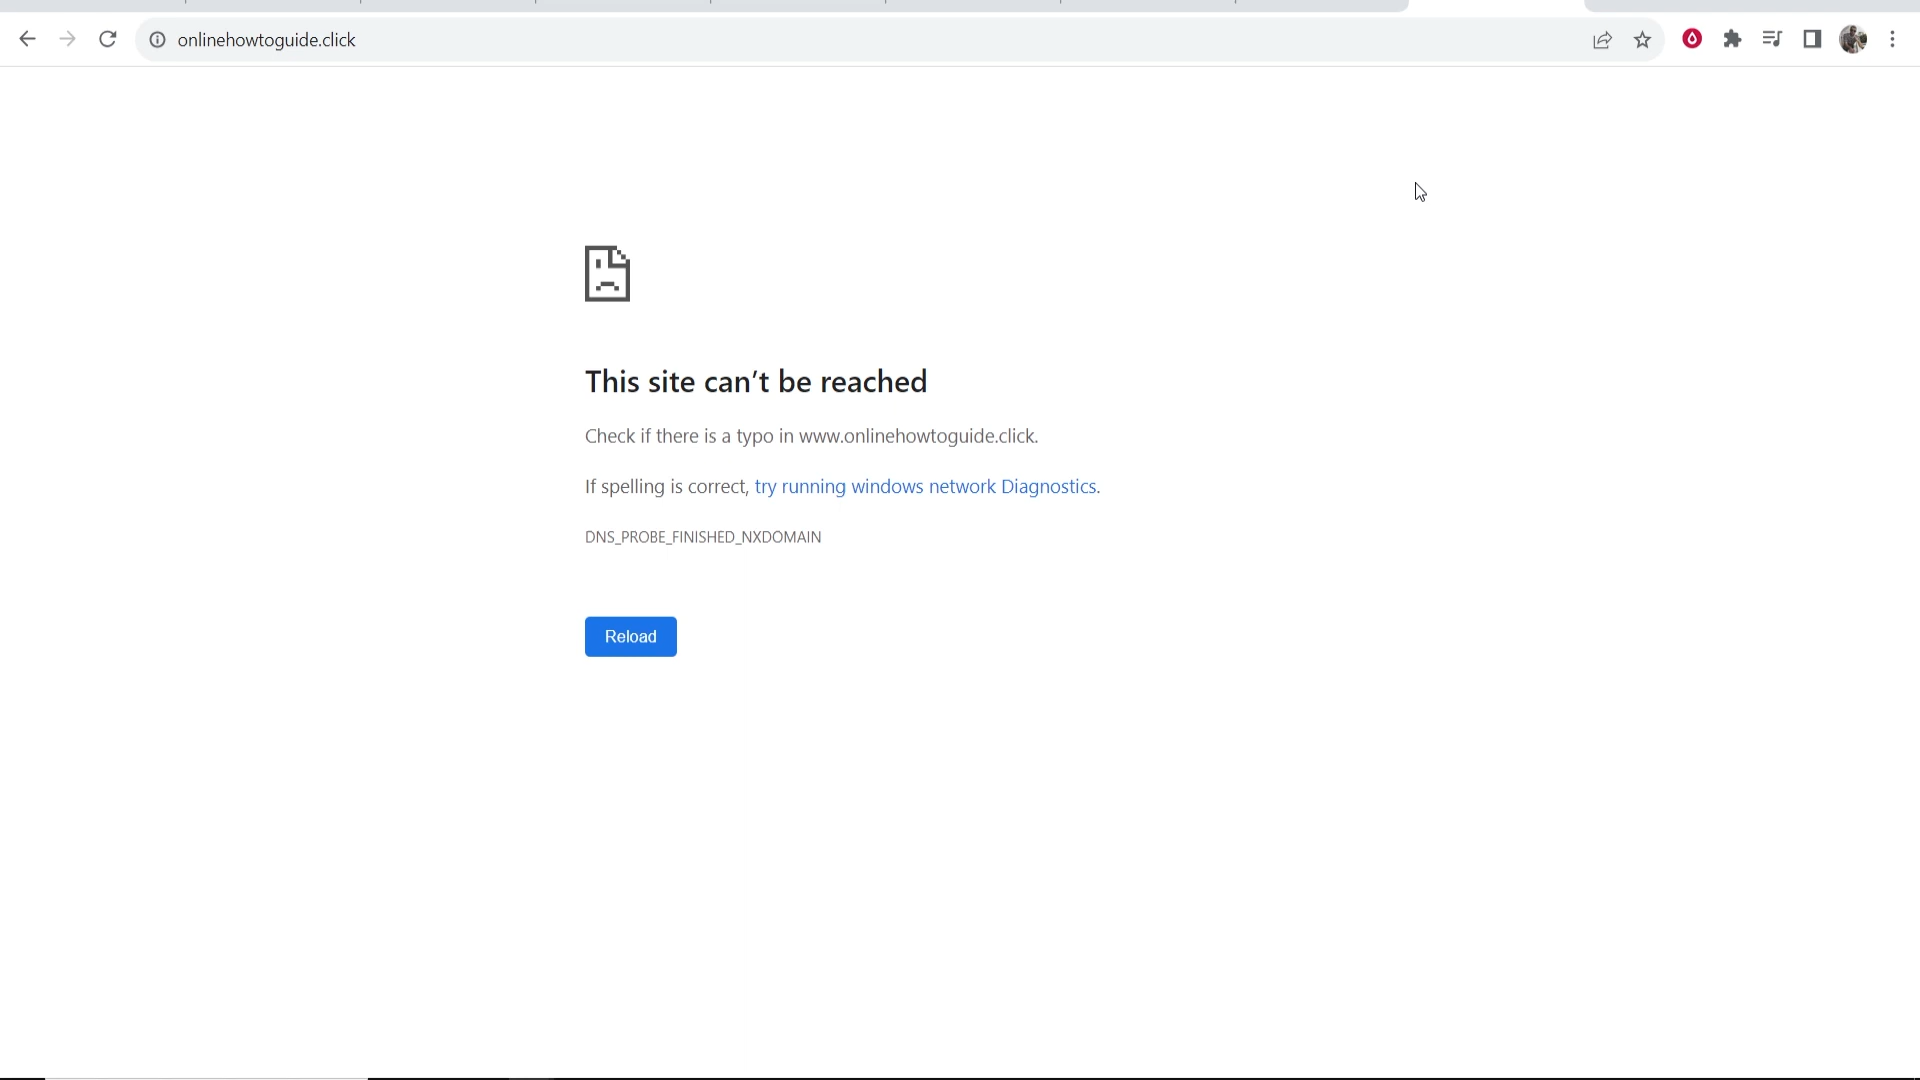 onlinehowtoguide.click
This site can’t be reached
Check if there is a typo in www.onlinehowtoguide.click.
If spelling is correct, try running windows network Diagnostics.
DNS_PROBE_FINISHED_NXDOMAIN
Reload